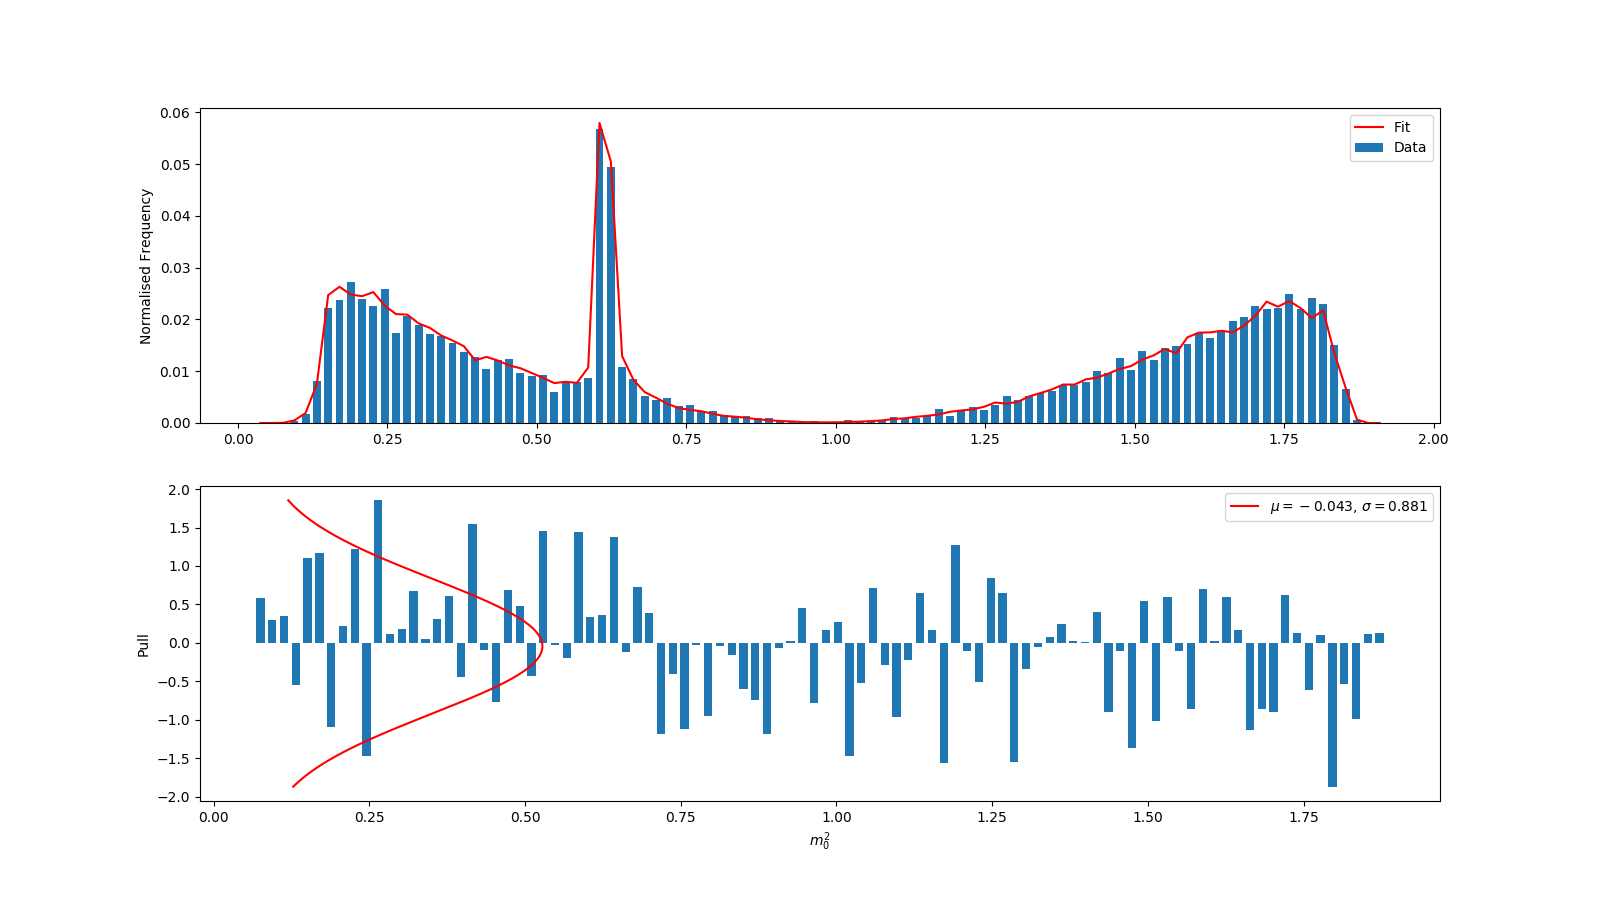 0.06
0.05
0.04
0.03
0.02
0.01
0.00
Normalised Frequency
Fit
Data
0.00 0.25 0.50 0.75 1.00 1.25 1.50 1.75 2.00
2.0
1.5
1.0
0.5
0.0
−0.5
−1.0
−1.5
−2.0
Pull
μ = − 0.043, σ = 0.881
0.00 0.25 0.50 0.75 1.00 1.25 1.50 1.75
m₀²